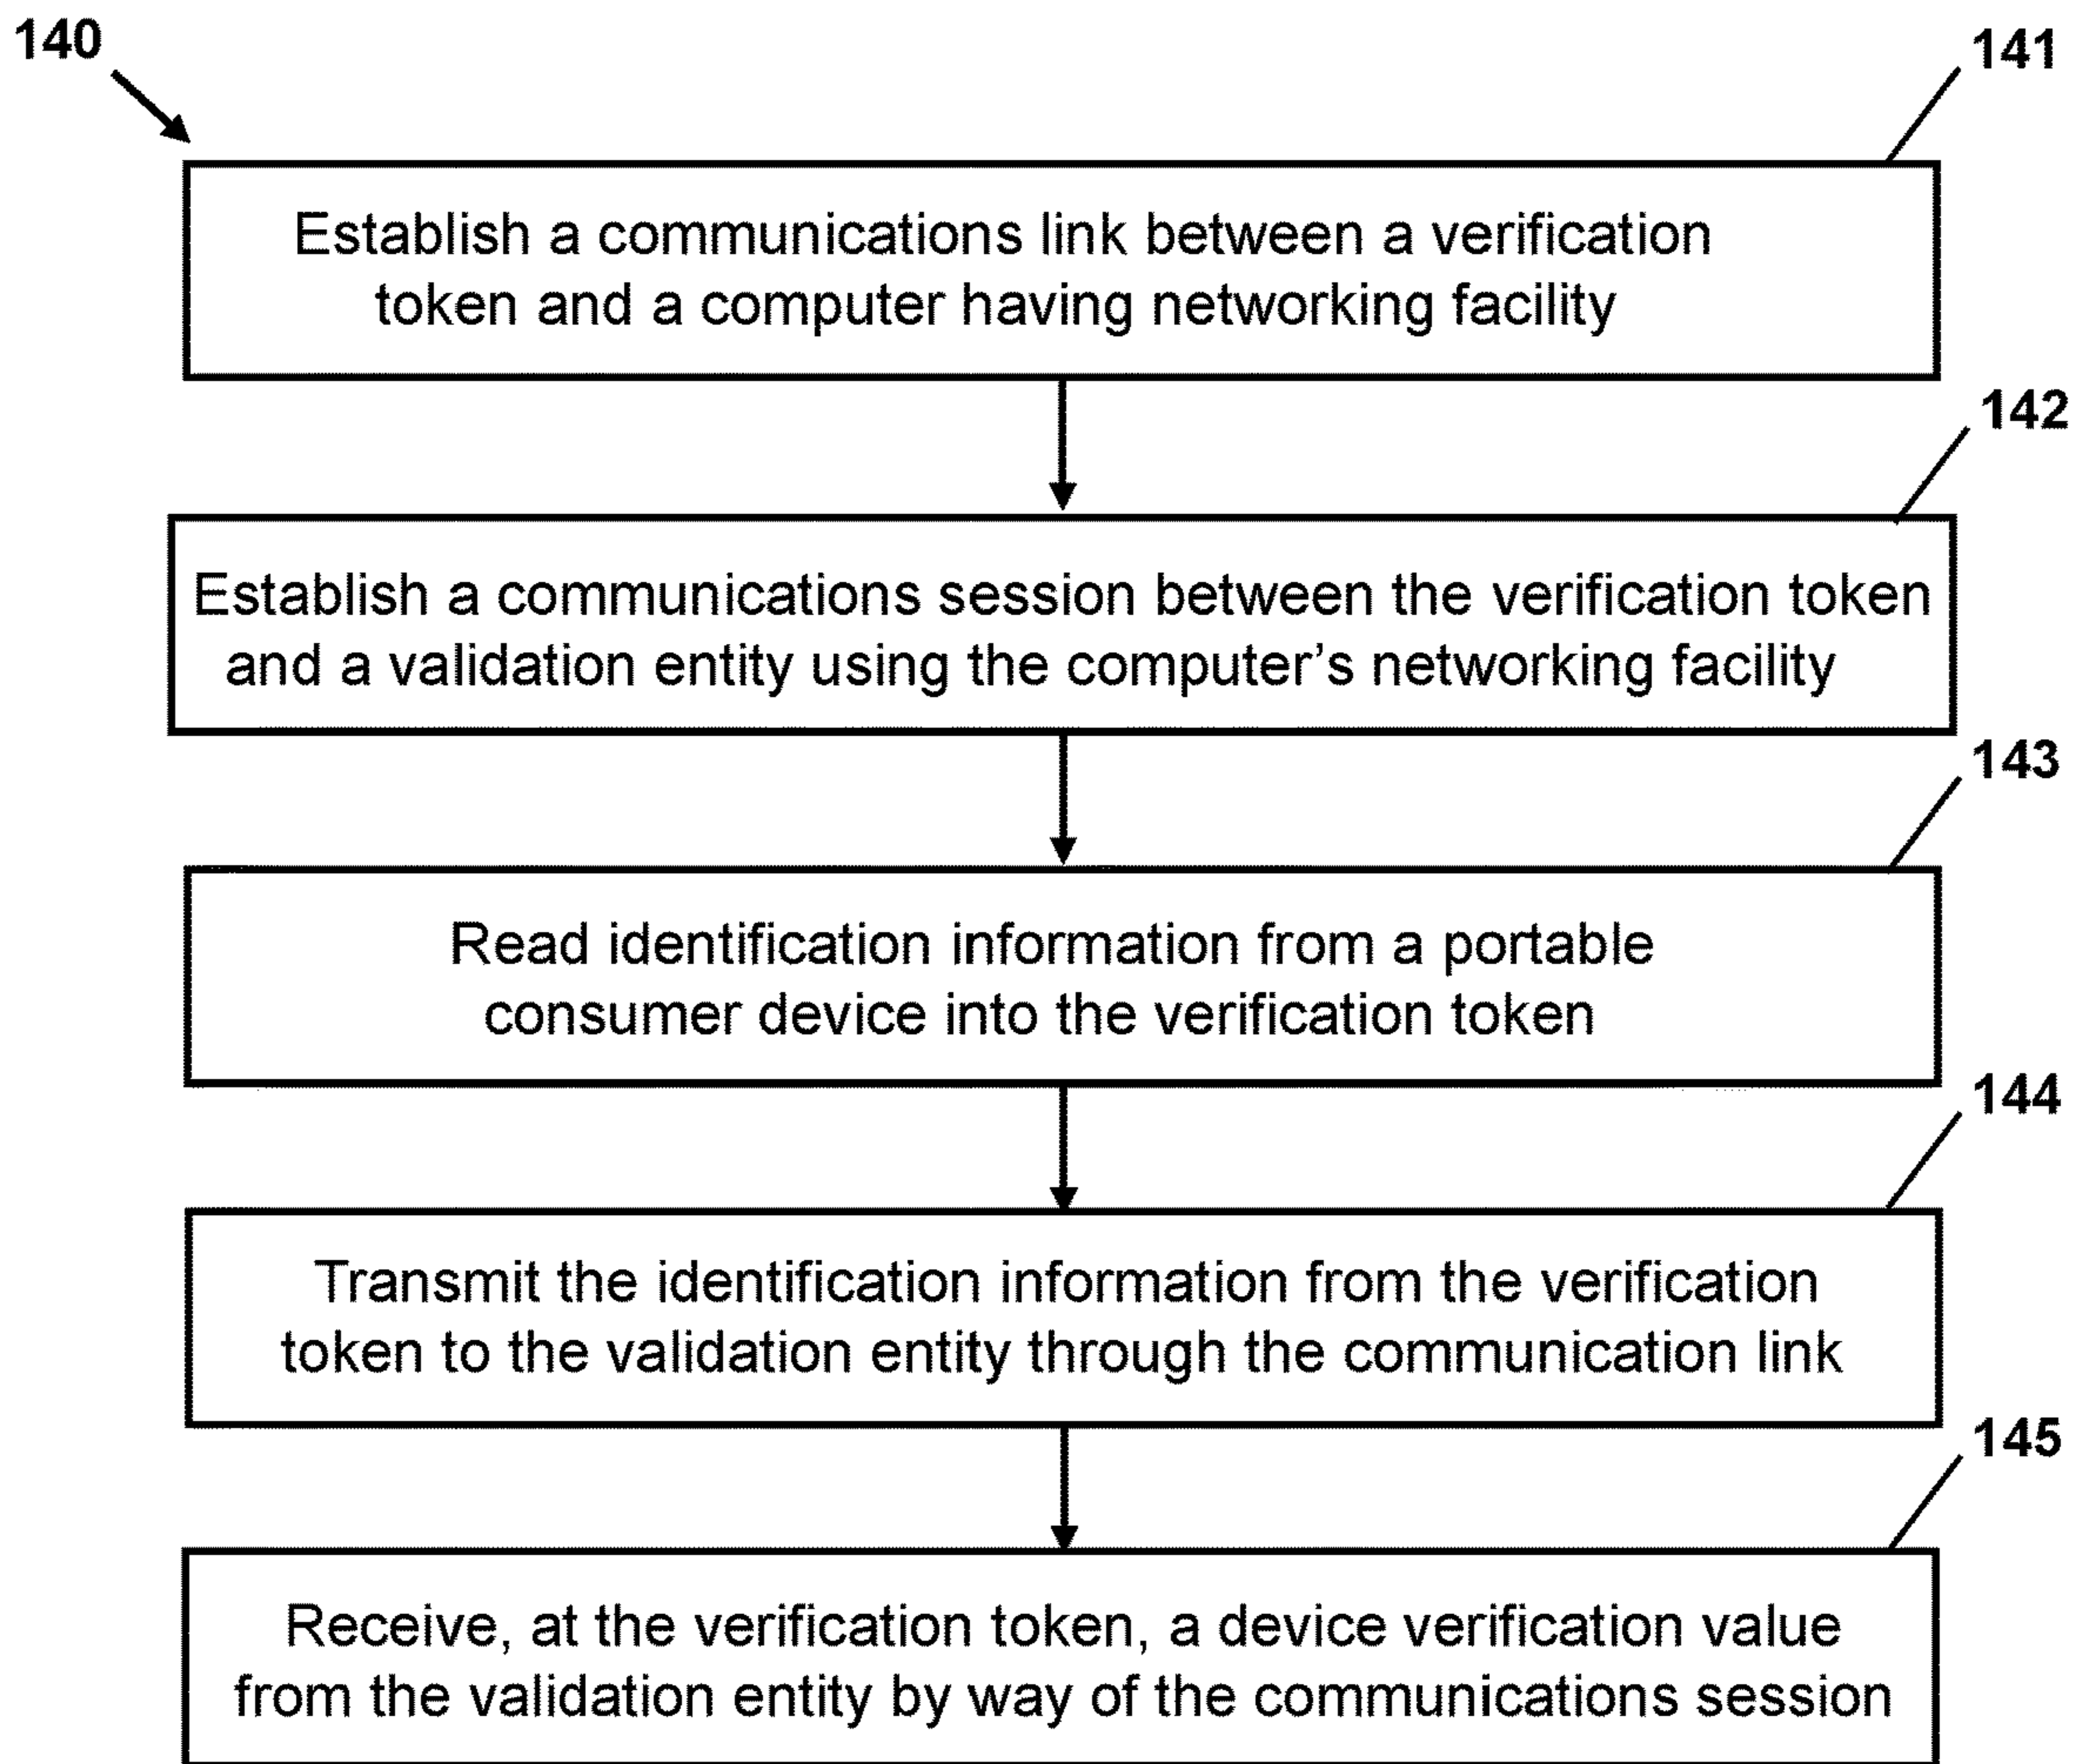 140
141
Establish a communications link between a verification
token and a computer having networking facility
142
Establish a communications session between the verification token
and a validation entity using the computer's networking facility
143
Read identification information from a portable
consumer device into the verification token
144
Transmit the identification information from the verification
token to the validation entity through the communication link
145
Receive, at the verification token, a device verification value
from the validation entity by way of the communications session